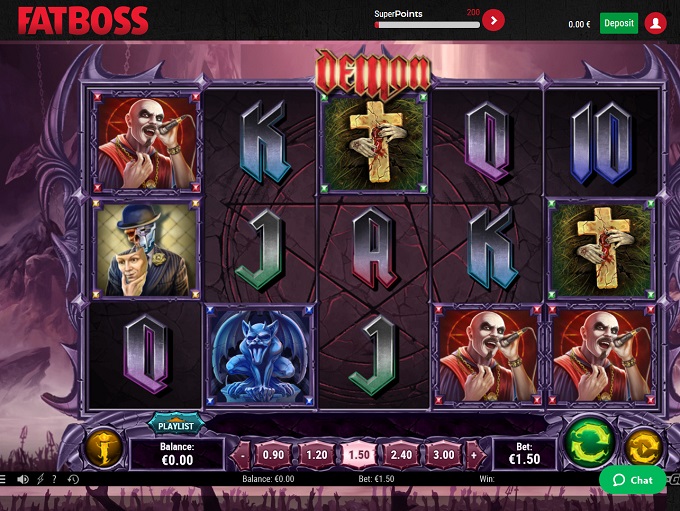 FATBOSS
SuperPoints 200
0.00 €
Deposit
DEMON
K Q 10
J A K
Q J
PLAYLIST
Balance:
€0.00
- 0.90 1.20 1.50 2.40 3.00 +
Bet:
€1.50
? Balance: €0.00 Bet: €1.50 Win:
Chat